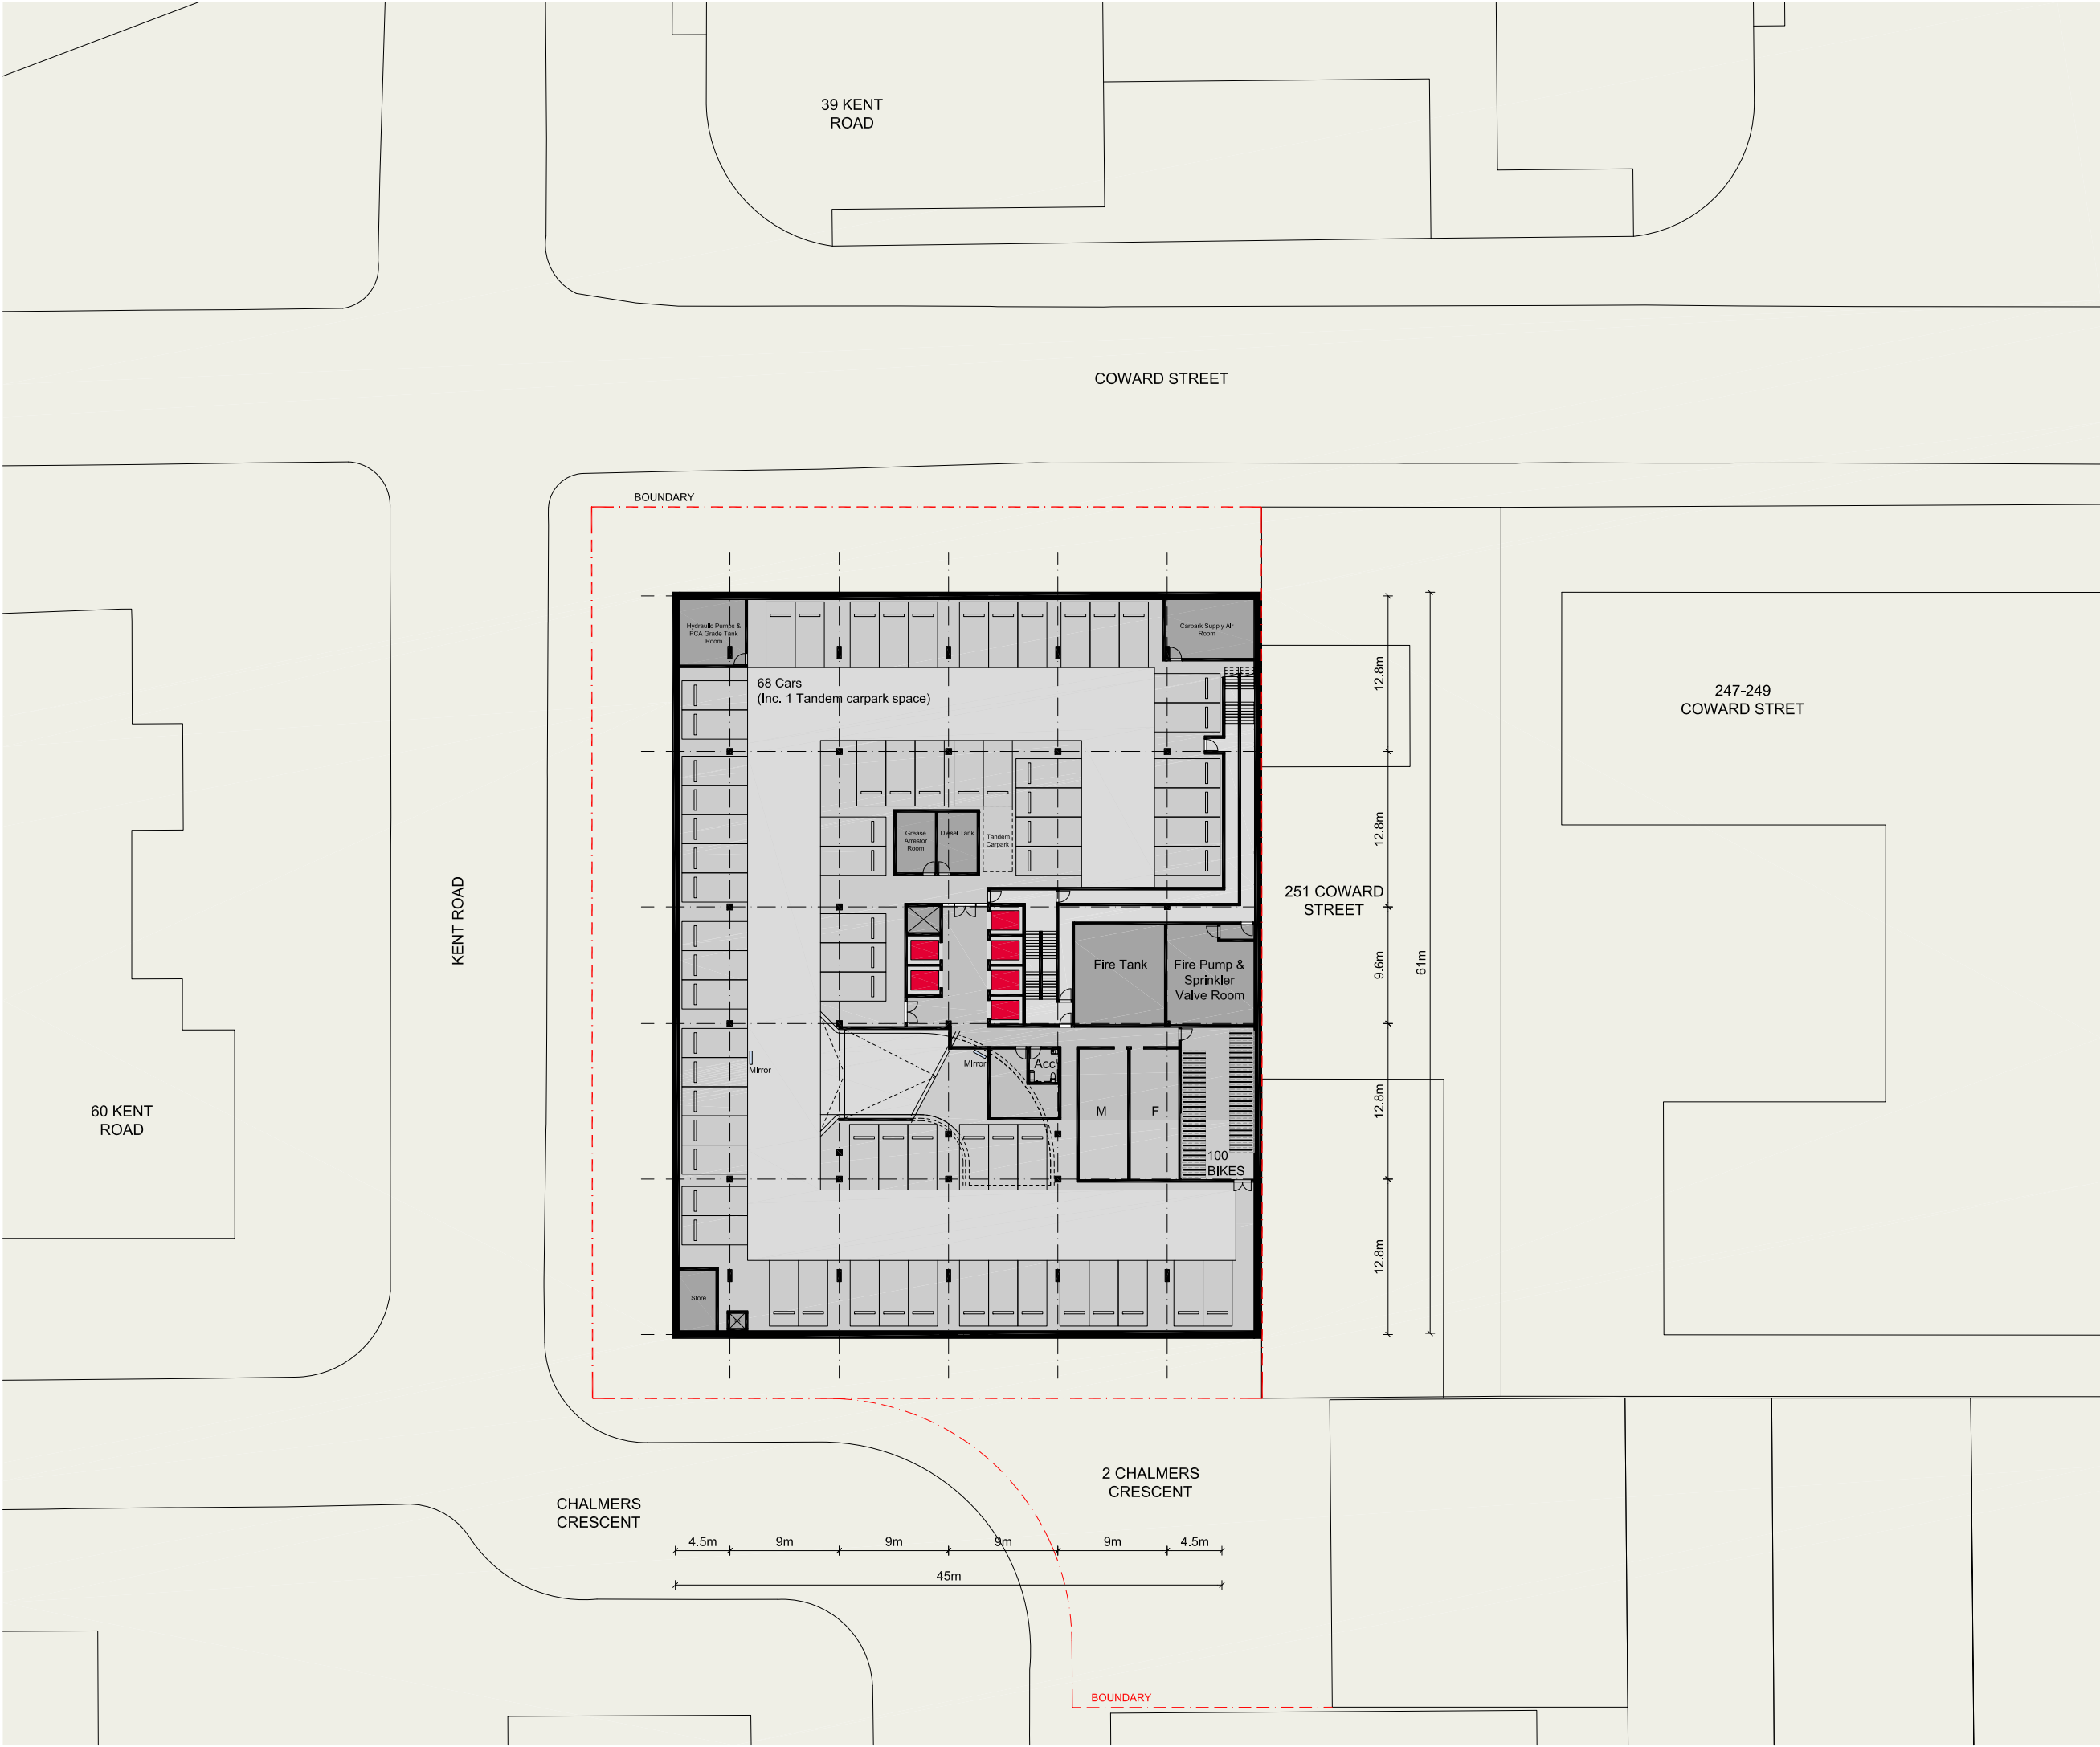 39 KENT
ROAD
COWARD STREET
BOUNDARY
Hydraulic Pumps &
PCA Grade Tank
Room
Carpark Supply Air
Room
68 Cars
(Inc. 1 Tandem carpark space)
12.8m
247-249
COWARD STRET
Grease
Arrestor
Room
Diesel Tank
Tandem
Carpark
12.8m
KENT ROAD
251 COWARD
STREET
Fire Tank
Fire Pump &
Sprinkler
Valve Room
9.6m
61m
Mirror
Mirror
Acc
60 KENT
ROAD
M
F
12.8m
100
BIKES
12.8m
Store
2 CHALMERS
CRESCENT
CHALMERS
CRESCENT
4.5m
9m
9m
9m
9m
4.5m
45m
BOUNDARY